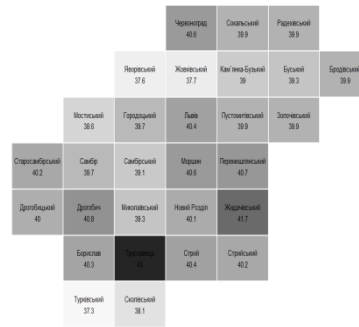 Червоноград Сокальський Радехівський
40.6 39.9 39.9
Яворівський Жовківський Кам'янка-Бузький Буський Бродівський
37.6 37.7 39 39.3 39.9
Мостиський Городоцький Львів Пустомитівський Золочівський
38.6 39.7 40.4 39.9 39.9
Старосамбірський Самбір Самбірський Моршин Перемишлянський
40.2 39.7 39.1 40.6 40.7
Дрогобицький Дрогобич Миколаївський Новий Розділ Жидачівський
40 40.8 39.3 40.1 41.7
Борислав Трускавець Стрий Стрийський
40.3 40.4 40.2
Турківський Сколівський
37.3 38.1